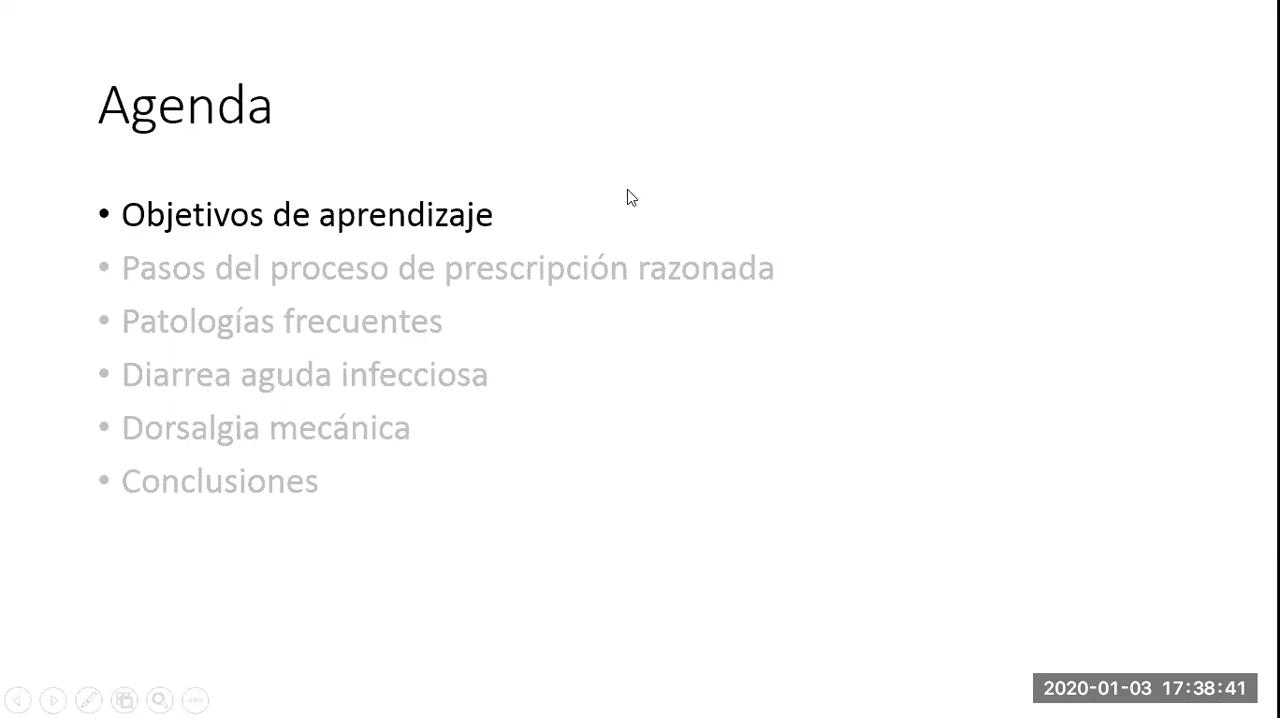 Agenda
• Objetivos de aprendizaje
• Pasos del proceso de prescripción razonada
• Patologías frecuentes
• Diarrea aguda infecciosa
• Dorsalgia mecánica
• Conclusiones
2020-01-03 17:38:41